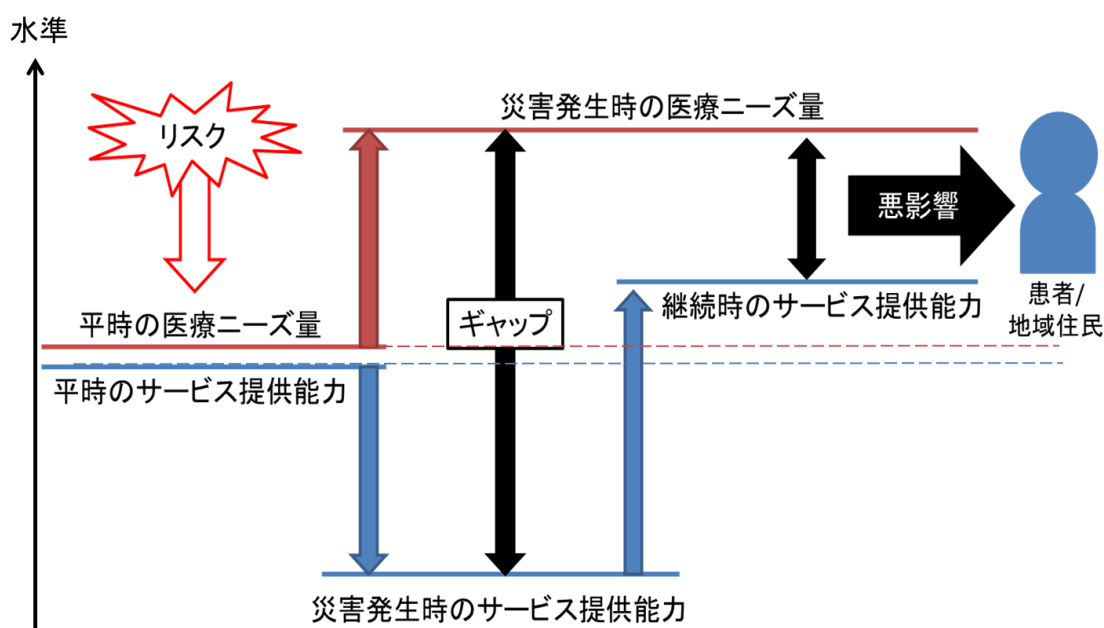 水準
リスク
災害発生時の医療ニーズ量
悪影響
平時の医療ニーズ量
ギャップ
継続時のサービス提供能力
患者/
地域住民
平時のサービス提供能力
災害発生時のサービス提供能力